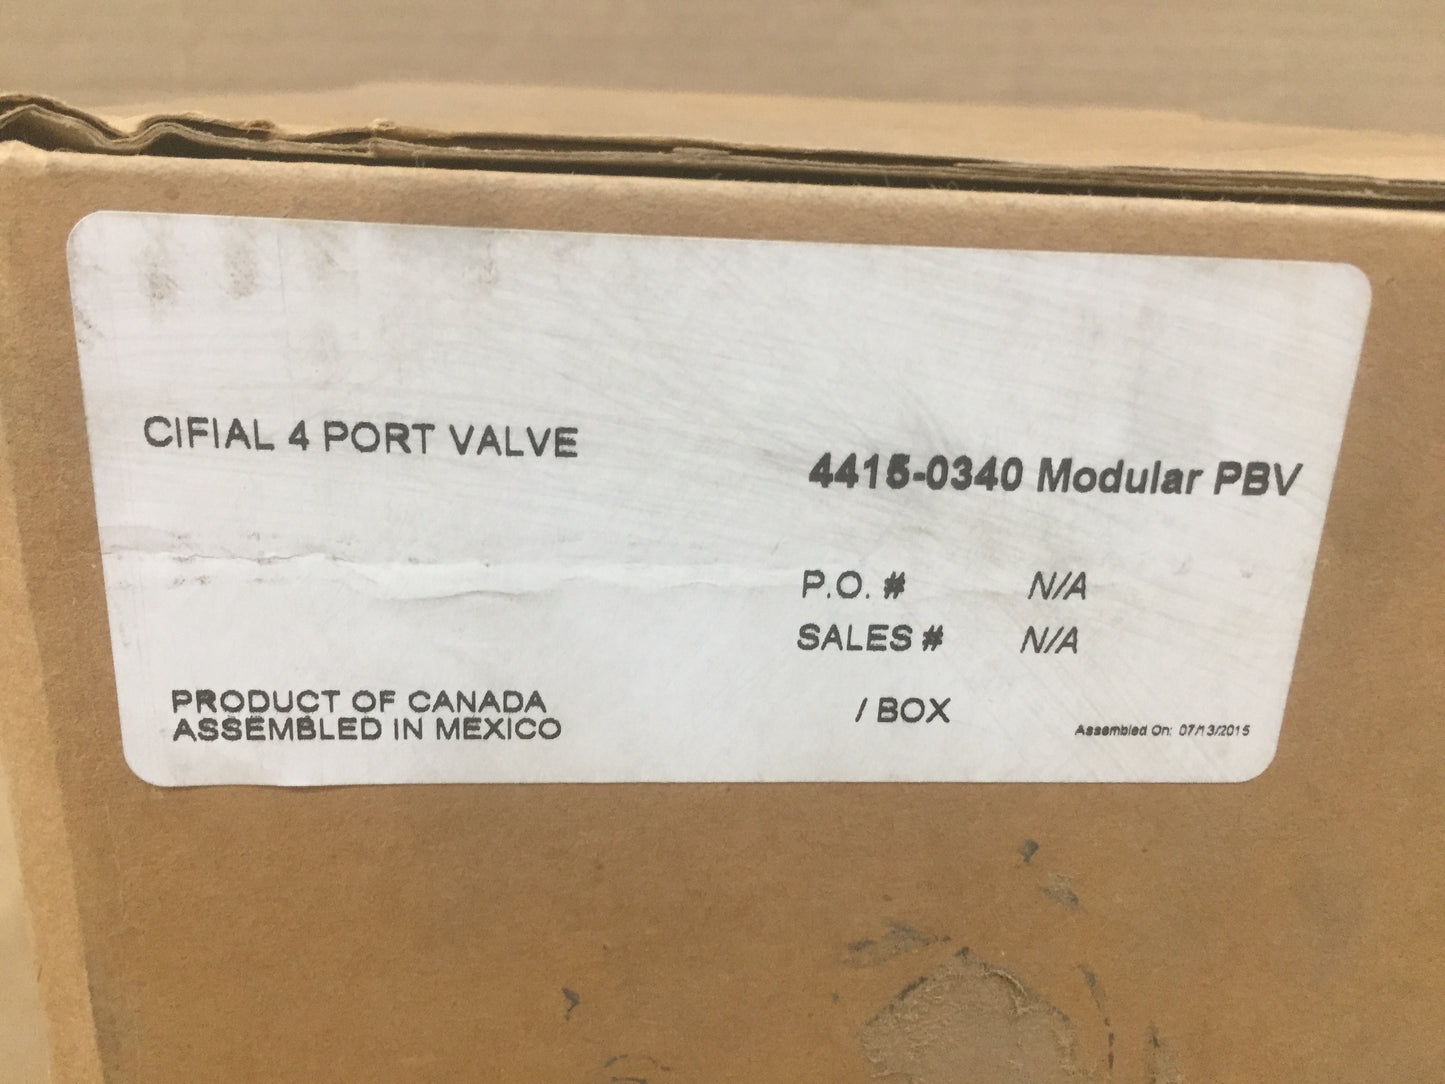 CIFIAL 4 PORT VALVE
4415-0340 Modular PBV
P.O. # N/A
SALES # N/A
PRODUCT OF CANADA
ASSEMBLED IN MEXICO
/ BOX
Assembled On: 07/13/2015